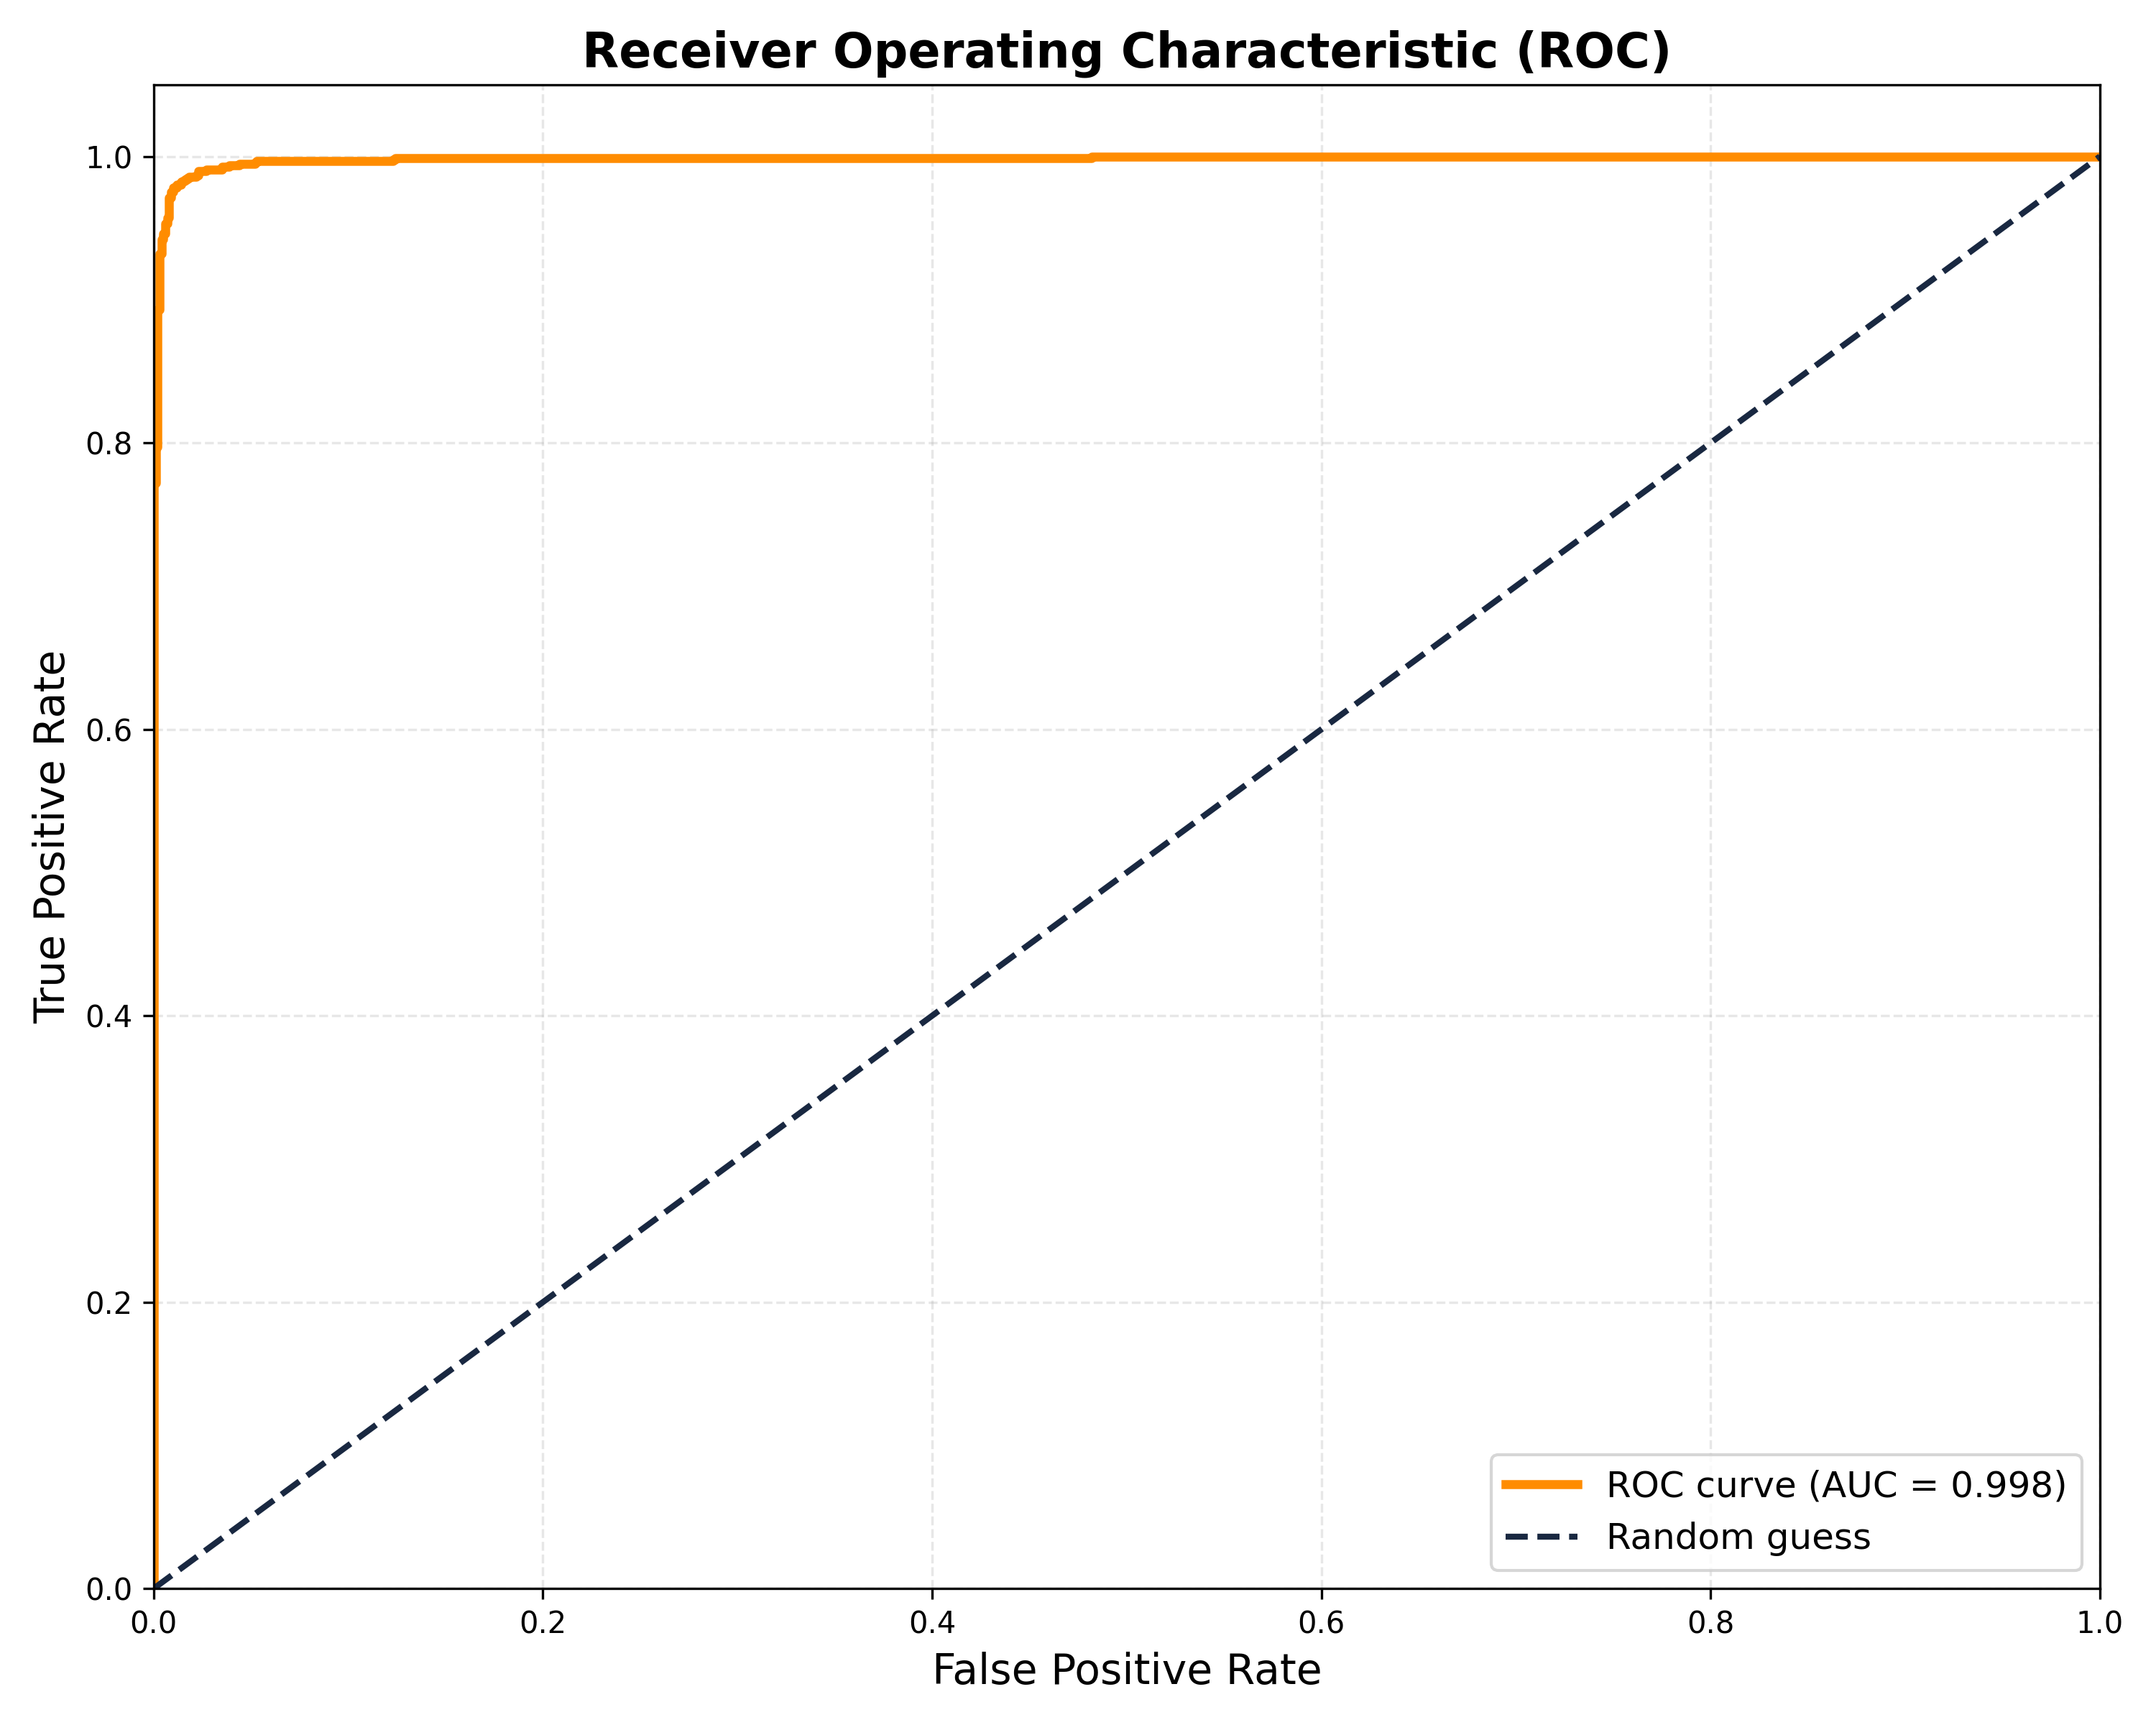 Receiver Operating Characteristic (ROC)
True Positive Rate
1.0
0.8
0.6
0.4
0.2
0.0
0.0 0.2 0.4 0.6 0.8 1.0
False Positive Rate
ROC curve (AUC = 0.998)
Random guess